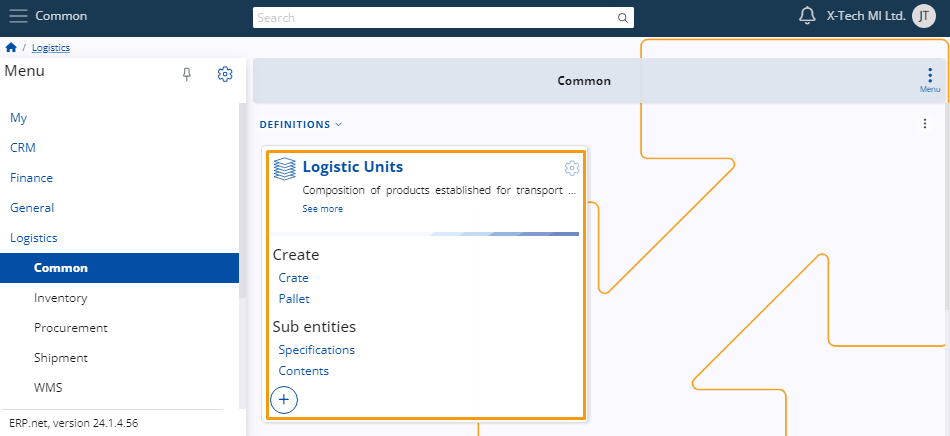 Common
Search
X-Tech MI Ltd.
JT
/ Logistics
Menu
Common
Menu
My
CRM
Finance
General
Logistics
Common
Inventory
Procurement
Shipment
WMS
ERP.net, version 24.1.4.56
DEFINITIONS
Logistic Units
Composition of products established for transport ...
See more
Create
Crate
Pallet
Sub entities
Specifications
Contents